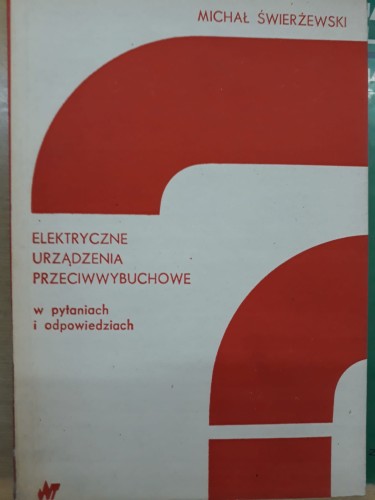 MICHAŁ ŚWIERŻEWSKI
ELEKTRYCZNE
URZĄDZENIA
PRZECIWWYBUCHOWE
w pytaniach
i odpowiedziach